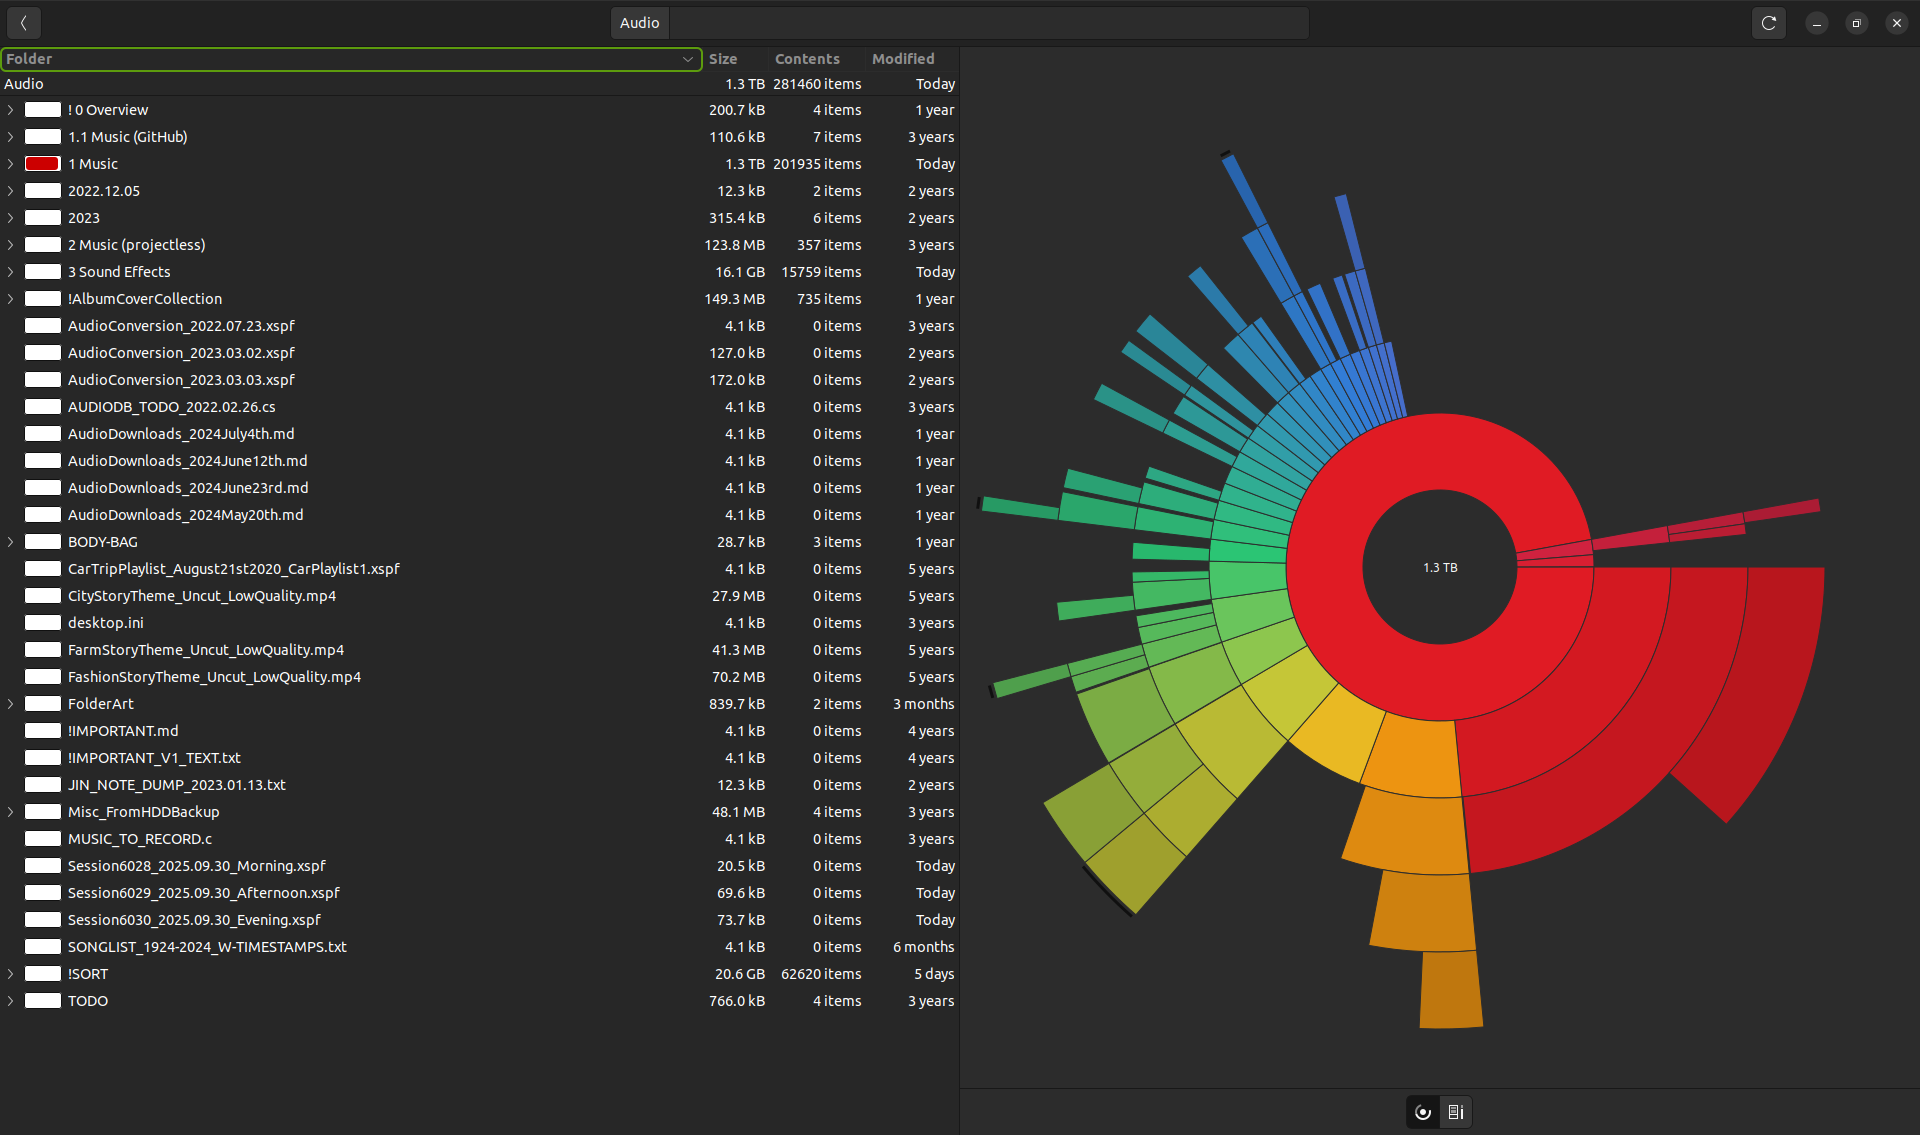 Audio
Folder Size Contents Modified
Audio 1.3 TB 281460 items Today
! 0 Overview 200.7 kB 4 items 1 year
1.1 Music (GitHub) 110.6 kB 7 items 3 years
1 Music 1.3 TB 201935 items Today
2022.12.05 12.3 kB 2 items 2 years
2023 315.4 kB 6 items 2 years
2 Music (projectless) 123.8 MB 357 items 3 years
3 Sound Effects 16.1 GB 15759 items Today
!AlbumCoverCollection 149.3 MB 735 items 1 year
AudioConversion_2022.07.23.xspf 4.1 kB 0 items 3 years
AudioConversion_2023.03.02.xspf 127.0 kB 0 items 2 years
AudioConversion_2023.03.03.xspf 172.0 kB 0 items 2 years
AUDIODB_TODO_2022.02.26.cs 4.1 kB 0 items 3 years
AudioDownloads_2024July4th.md 4.1 kB 0 items 1 year
AudioDownloads_2024June12th.md 4.1 kB 0 items 1 year
AudioDownloads_2024June23rd.md 4.1 kB 0 items 1 year
AudioDownloads_2024May20th.md 4.1 kB 0 items 1 year
BODY-BAG 28.7 kB 3 items 1 year
CarTripPlaylist_August21st2020_CarPlaylist1.xspf 4.1 kB 0 items 5 years
CityStoryTheme_Uncut_LowQuality.mp4 27.9 MB 0 items 5 years
desktop.ini 4.1 kB 0 items 3 years
FarmStoryTheme_Uncut_LowQuality.mp4 41.3 MB 0 items 5 years
FashionStoryTheme_Uncut_LowQuality.mp4 70.2 MB 0 items 5 years
FolderArt 839.7 kB 2 items 3 months
!IMPORTANT.md 4.1 kB 0 items 4 years
!IMPORTANT_V1_TEXT.txt 4.1 kB 0 items 4 years
JIN_NOTE_DUMP_2023.01.13.txt 12.3 kB 0 items 2 years
Misc_FromHDDBackup 48.1 MB 4 items 3 years
MUSIC_TO_RECORD.c 4.1 kB 0 items 3 years
Session6028_2025.09.30_Morning.xspf 20.5 kB 0 items Today
Session6029_2025.09.30_Afternoon.xspf 69.6 kB 0 items Today
Session6030_2025.09.30_Evening.xspf 73.7 kB 0 items Today
SONGLIST_1924-2024_W-TIMESTAMPS.txt 4.1 kB 0 items 6 months
!SORT 20.6 GB 62620 items 5 days
TODO 766.0 kB 4 items 3 years
1.3 TB